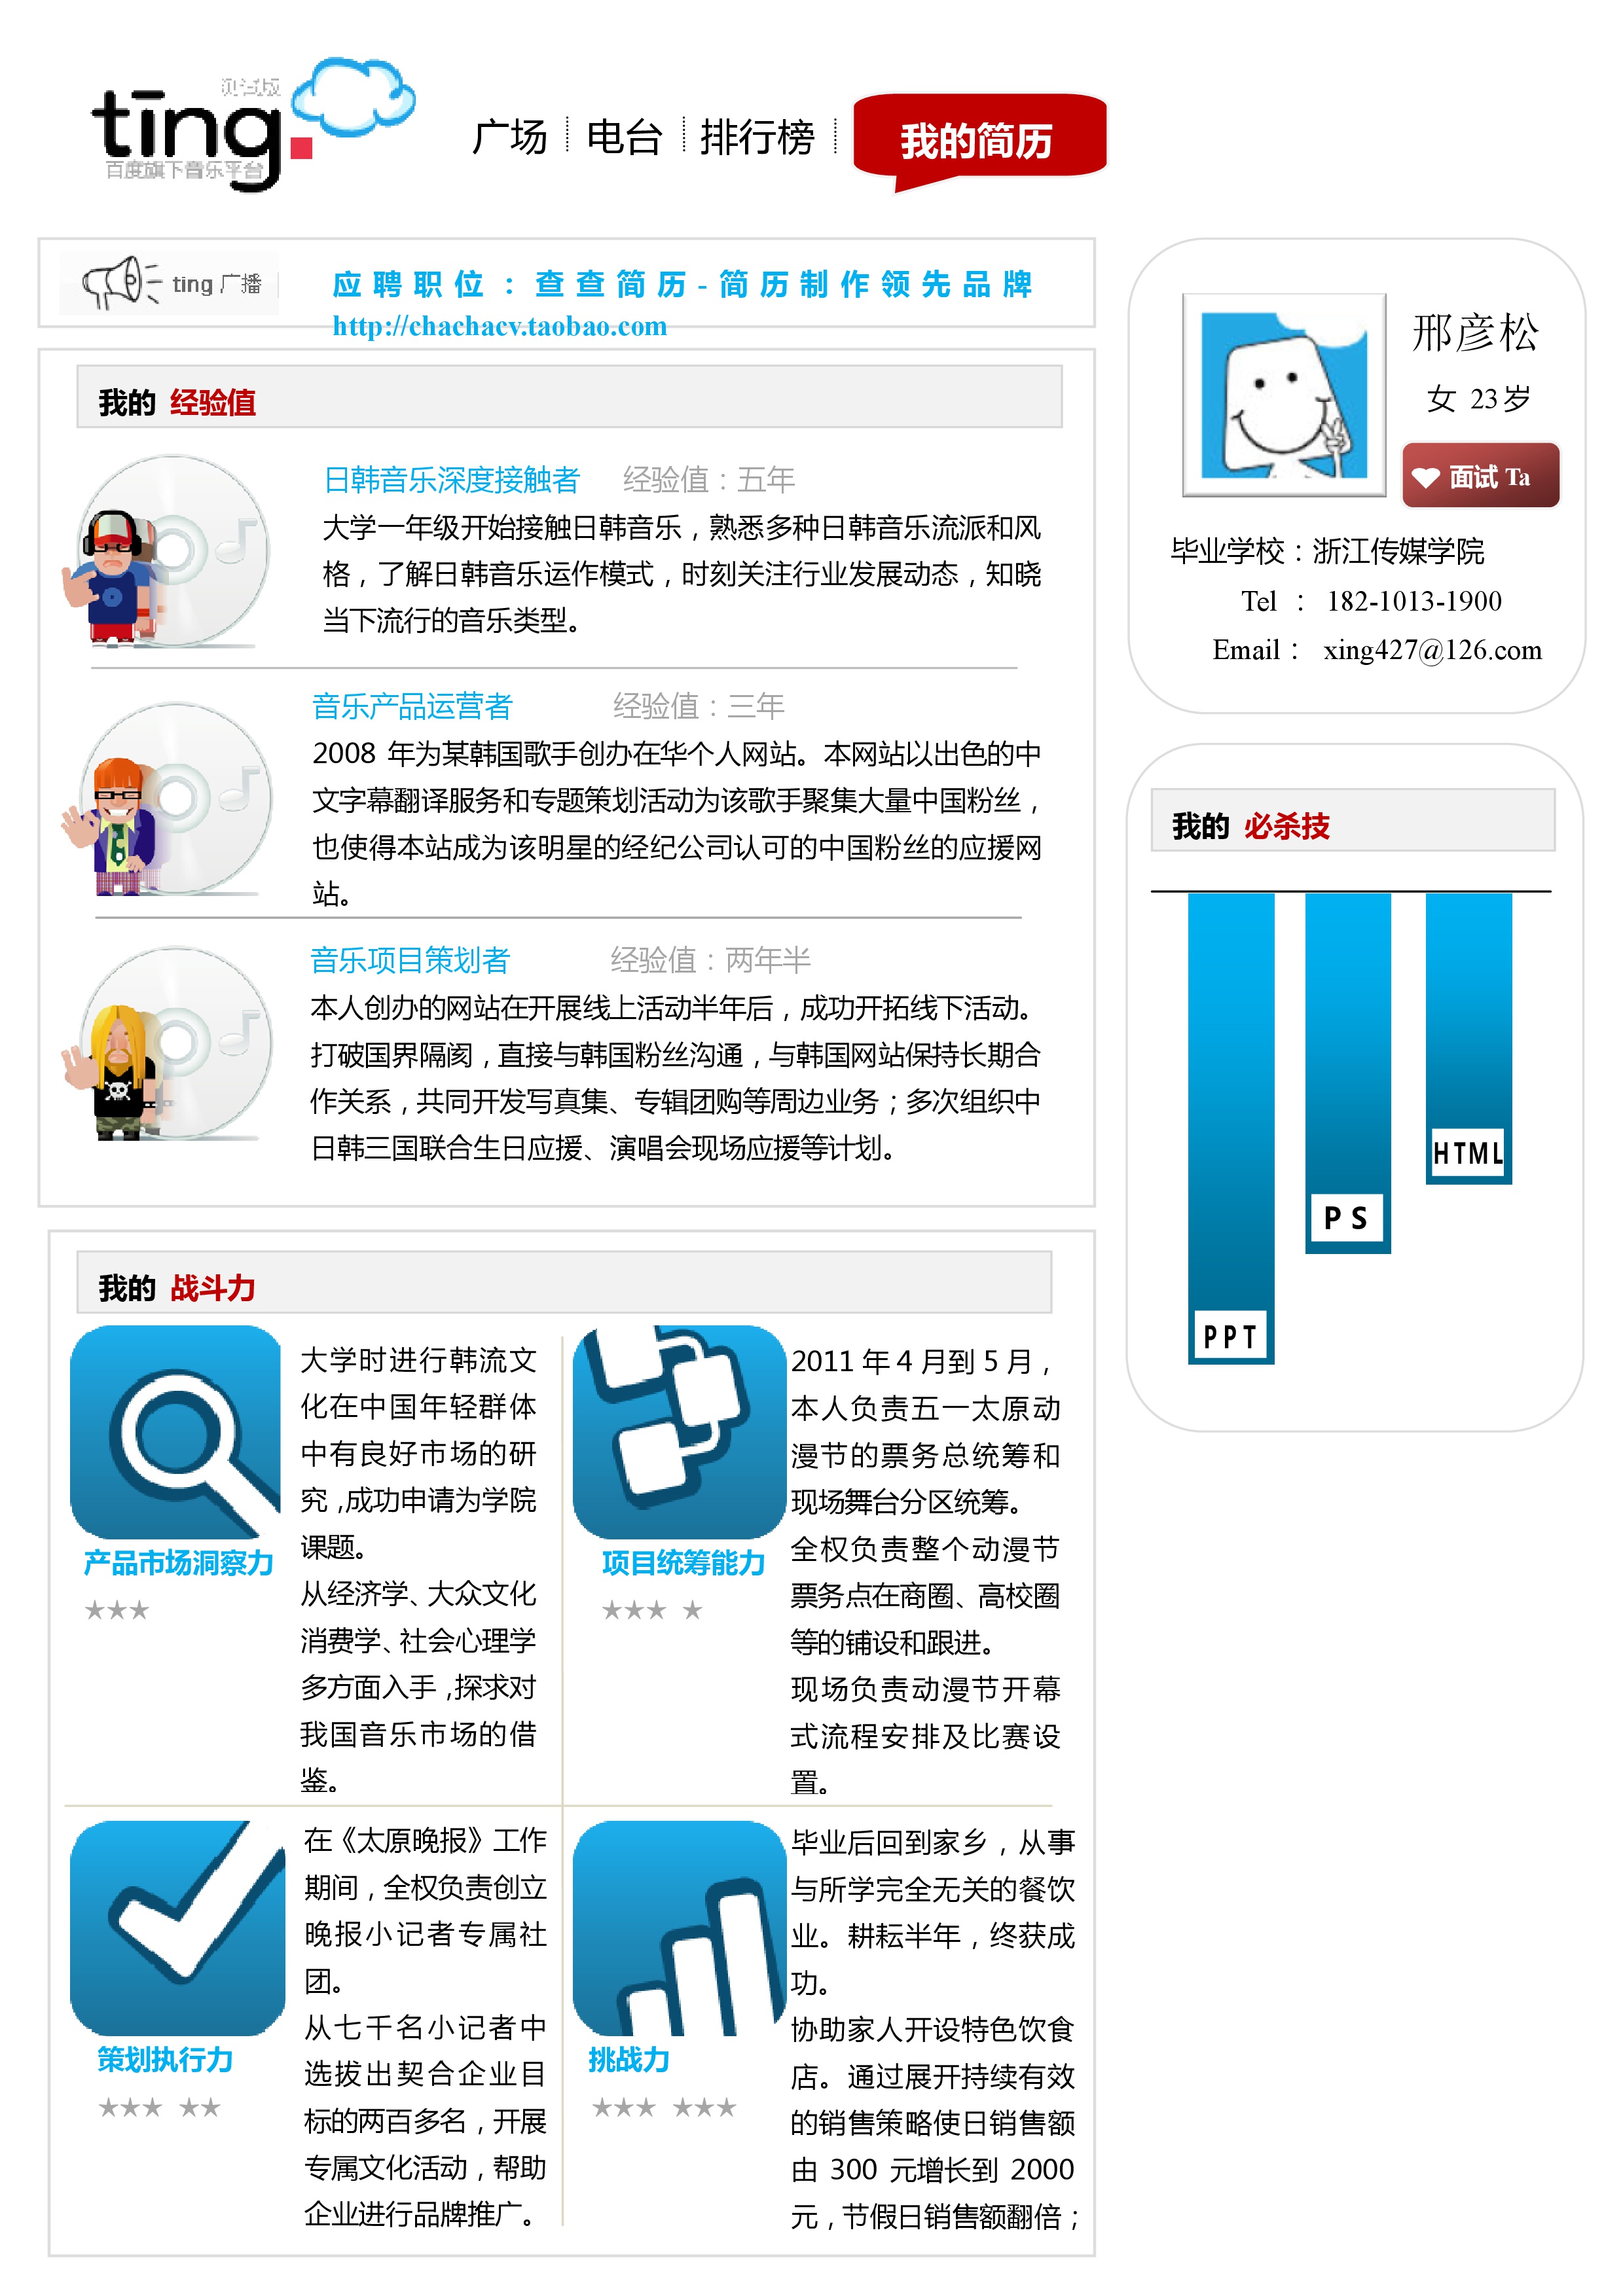 测试版
ting.
百度旗下音乐平台
广场 电台 排行榜 我的简历
ting 广播
应聘职位：查查简历-简历制作领先品牌
http://chachacv.taobao.com
我的 经验值
日韩音乐深度接触者 经验值：五年
大学一年级开始接触日韩音乐，熟悉多种日韩音乐流派和风
格，了解日韩音乐运作模式，时刻关注行业发展动态，知晓
当下流行的音乐类型。
音乐产品运营者 经验值：三年
2008 年为某韩国歌手创办在华个人网站。本网站以出色的中
文字幕翻译服务和专题策划活动为该歌手聚集大量中国粉丝，
也使得本站成为该明星的经纪公司认可的中国粉丝的应援网
站。
音乐项目策划者 经验值：两年半
本人创办的网站在开展线上活动半年后，成功开拓线下活动。
打破国界隔阂，直接与韩国粉丝沟通，与韩国网站保持长期合
作关系，共同开发写真集、专辑团购等周边业务；多次组织中
日韩三国联合生日应援、演唱会现场应援等计划。
我的 战斗力
大学时进行韩流文
化在中国年轻群体
中有良好市场的研
究，成功申请为学院
课题。
从经济学、大众文化
消费学、社会心理学
多方面入手，探求对
我国音乐市场的借
鉴。
产品市场洞察力
★★★
2011 年 4 月到 5 月，
本人负责五一太原动
漫节的票务总统筹和
现场舞台分区统筹。
全权负责整个动漫节
票务点在商圈、高校圈
等的铺设和跟进。
现场负责动漫节开幕
式流程安排及比赛设
置。
项目统筹能力
★★★ ★
在《太原晚报》工作
期间，全权负责创立
晚报小记者专属社
团。
从七千名小记者中
选拔出契合企业目
标的两百多名，开展
专属文化活动，帮助
企业进行品牌推广。
策划执行力
★★★ ★★
毕业后回到家乡，从事
与所学完全无关的餐饮
业。耕耘半年，终获成
功。
协助家人开设特色饮食
店。通过展开持续有效
的销售策略使日销售额
由 300 元增长到 2000
元，节假日销售额翻倍；
挑战力
★★★ ★★★
邢彦松
女 23岁
面试 Ta
毕业学校：浙江传媒学院
Tel ： 182-1013-1900
Email： xing427@126.com
我的 必杀技
HTML
PS
PPT